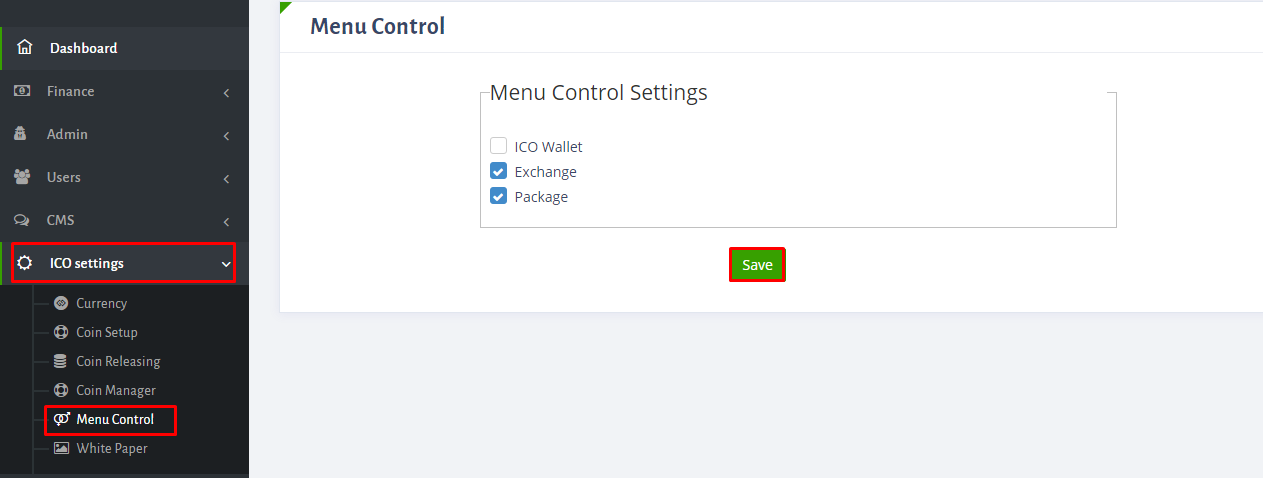 Dashboard
Finance
Admin
Users
CMS
ICO settings
Currency
Coin Setup
Coin Releasing
Coin Manager
Menu Control
White Paper
Menu Control
Menu Control Settings
ICO Wallet
Exchange
Package
Save